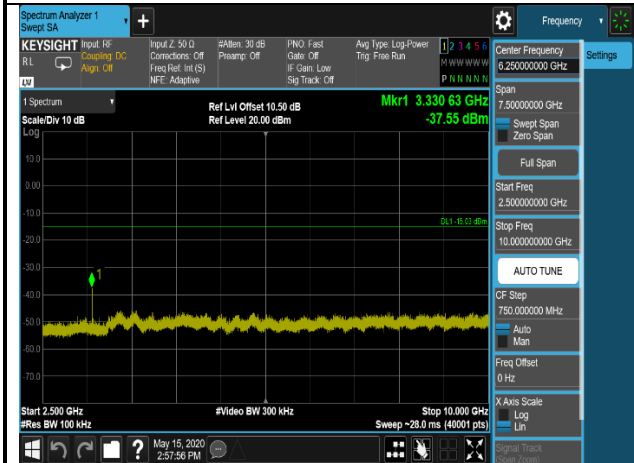 Spectrum Analyzer 1
Swept SA
Frequency
KEYSIGHT
RL
LXI
Input: RF
Coupling: DC
Align: Off
Input Z: 50 Ω
Corrections: Off
Freq Ref: Int (S)
NFE: Adaptive
#Atten: 30 dB
Preamp: Off
PNO: Fast
Gate: Off
IF Gain: Low
Sig Track: Off
Avg Type: Log-Power
Trig: Free Run
1 2 3 4 5 6
M W W W W W
P N N N N N
1 Spectrum
Scale/Div 10 dB
Log
Ref Lvl Offset 10.50 dB
Ref Level 20.00 dBm
Mkr1 3.330 63 GHz
-37.55 dBm
10.0
0.00
-10.0
-20.0
-30.0
-40.0
-50.0
-60.0
-70.0
DL1 -15.03 dBm
1
Start 2.500 GHz
#Res BW 100 kHz
#Video BW 300 kHz
Stop 10.000 GHz
Sweep ~28.0 ms (40001 pts)
May 15, 2020
2:57:56 PM
Settings
Center Frequency
6.250000000 GHz
Span
7.50000000 GHz
Swept Span
Zero Span
Full Span
Start Freq
2.500000000 GHz
Stop Freq
10.000000000 GHz
AUTO TUNE
CF Step
750.000000 MHz
Auto
Man
Freq Offset
0 Hz
X Axis Scale
Log
Lin
Signal Track
(Span Zoom)